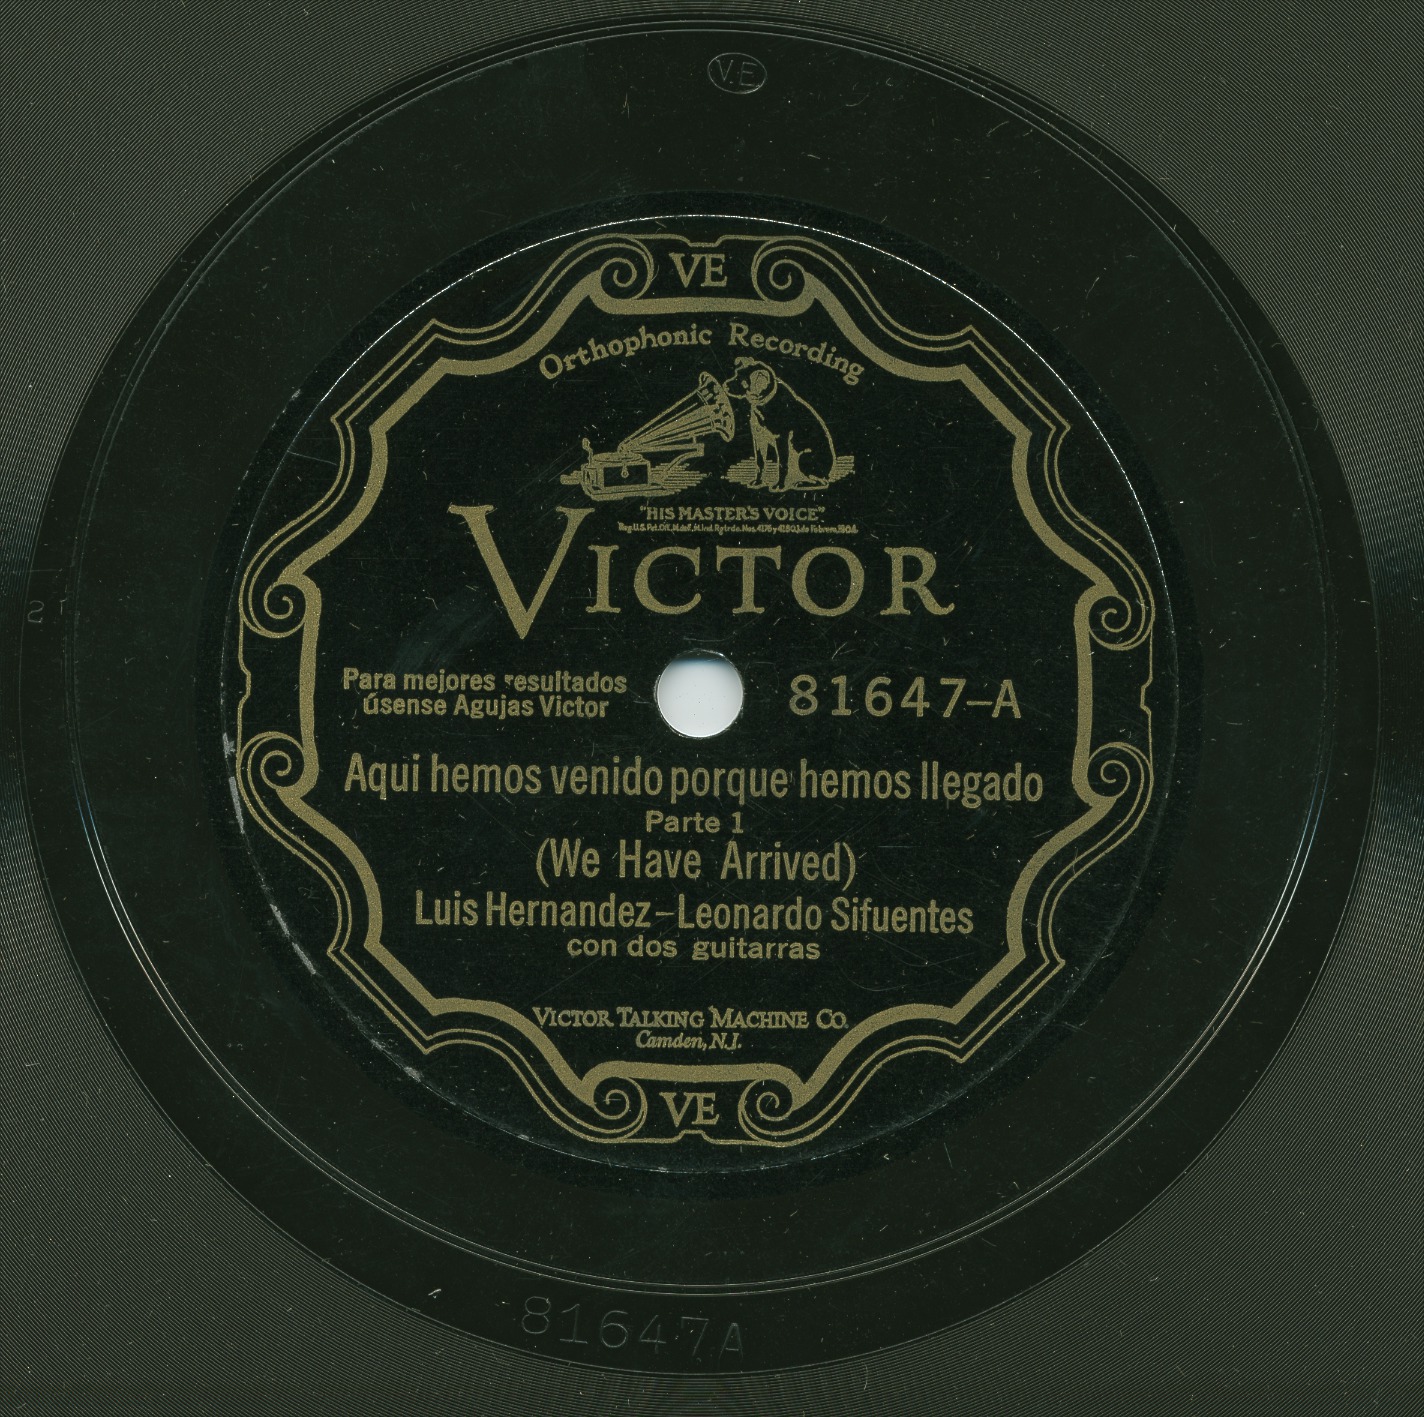 V.E.
VE
Orthophonic Recording
"HIS MASTER'S VOICE"
VICTOR
Para mejores resultados
úsense Agujas Victor
81647-A
Aqui hemos venido porque hemos llegado
Parte 1
(We Have Arrived)
Luis Hernandez-Leonardo Sifuentes
con dos guitarras
VICTOR TALKING MACHINE CO.
Camden, N.J.
VE
81647A